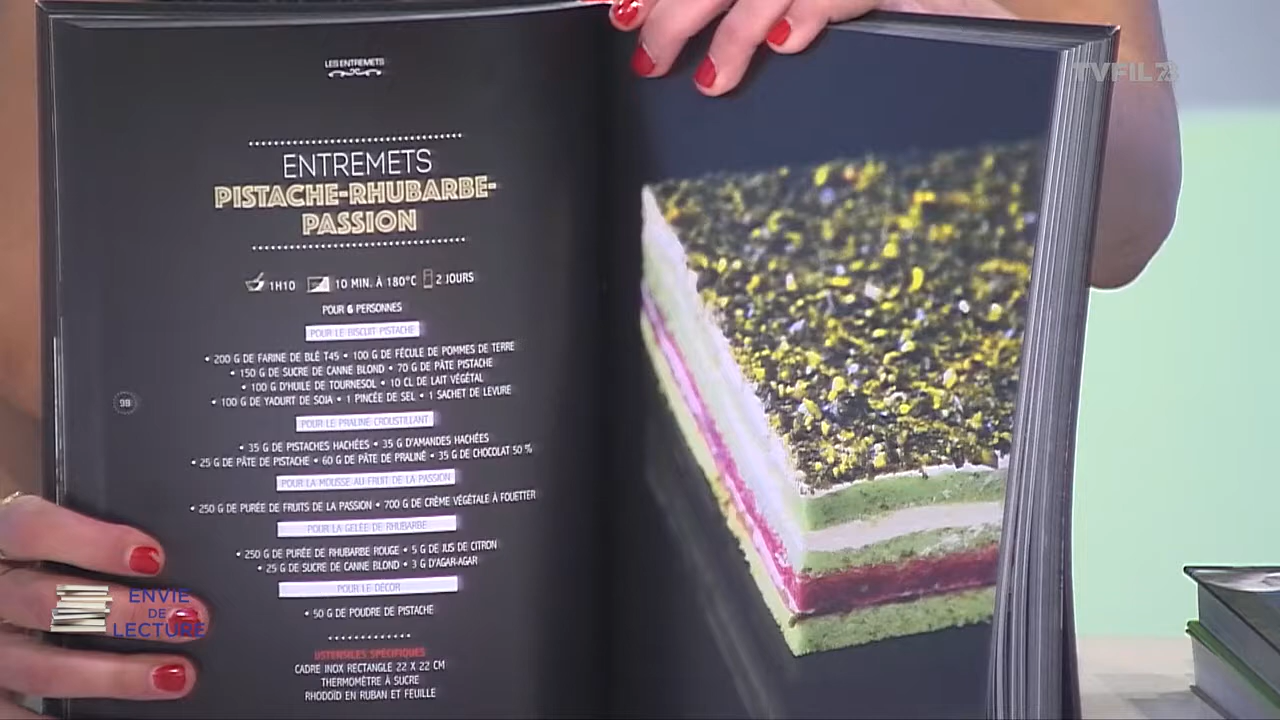 LES ENTREMETS
TVFIL78
ENTREMETS
PISTACHE-RHUBARBE-
PASSION
1H10 10 MIN. À 180°C 2 JOURS
POUR 6 PERSONNES
POUR LE BISCUIT PISTACHE
• 200 G DE FARINE DE BLÉ T45 • 100 G DE FÉCULE DE POMMES DE TERRE
• 150 G DE SUCRE DE CANNE BLOND • 70 G DE PÂTE PISTACHE
• 100 G D'HUILE DE TOURNESOL • 10 CL DE LAIT VÉGÉTAL
• 100 G DE YAOURT DE SOJA • 1 PINCÉE DE SEL • 1 SACHET DE LEVURE
98
POUR LE PRALINÉ CROUSTILLANT
• 35 G DE PISTACHES HACHÉES • 35 G D'AMANDES HACHÉES
• 25 G DE PÂTE DE PISTACHE • 60 G DE PÂTE DE PRALINÉ • 35 G DE CHOCOLAT 50 %
POUR LA MOUSSE AU FRUIT DE LA PASSION
• 250 G DE PURÉE DE FRUITS DE LA PASSION • 700 G DE CRÈME VÉGÉTALE À FOUETTER
POUR LA GELÉE DE RHUBARBE
• 250 G DE PURÉE DE RHUBARBE ROUGE • 5 G DE JUS DE CITRON
• 25 G DE SUCRE DE CANNE BLOND • 3 G D'AGAR-AGAR
POUR LE DÉCOR
• 50 G DE POUDRE DE PISTACHE
USTENSILES SPÉCIFIQUES
CADRE INOX RECTANGLE 22 X 22 CM
THERMOMÈTRE À SUCRE
RHODOÏD EN RUBAN ET FEUILLE
ENVIE
DE
LECTURE